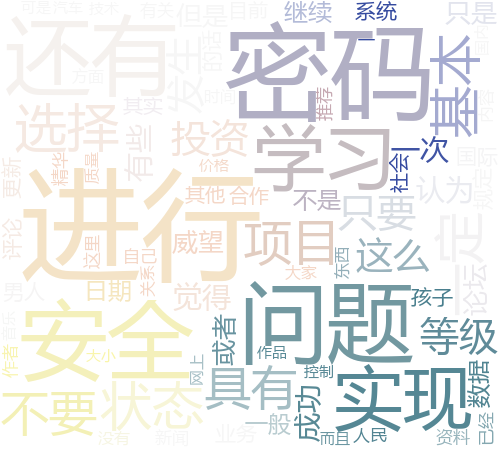 可是 汽车 技术 有关 但是 目前 继续 系统 只是
还有 发生 的话 密码 基本
方面 时间 推荐
选择 有些 其实 投资 学习 社会 一次 国际
更新 精华 质量 价格 其他 合作 不是 只要 认为
进行 这里 自己 关系 威望 项目 东西 这么 一定 论坛
评论 大家
男人 日期 觉得 问题 孩子
音乐 安全 或者 作品 等级
作者 大小 网上 具有 控制 实现 数据
不要 状态 一般 成功 已经
没有 新闻 业务 而且 人民 资料